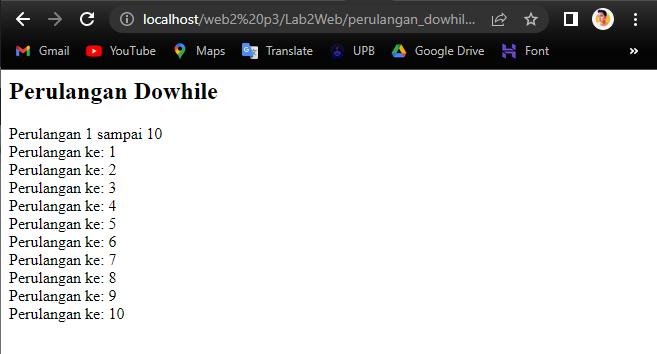 localhost/web2%20p3/Lab2Web/perulangan_dowhil...
Gmail YouTube Maps Translate UPB Google Drive Font »
Perulangan Dowhile
Perulangan 1 sampai 10
Perulangan ke: 1
Perulangan ke: 2
Perulangan ke: 3
Perulangan ke: 4
Perulangan ke: 5
Perulangan ke: 6
Perulangan ke: 7
Perulangan ke: 8
Perulangan ke: 9
Perulangan ke: 10